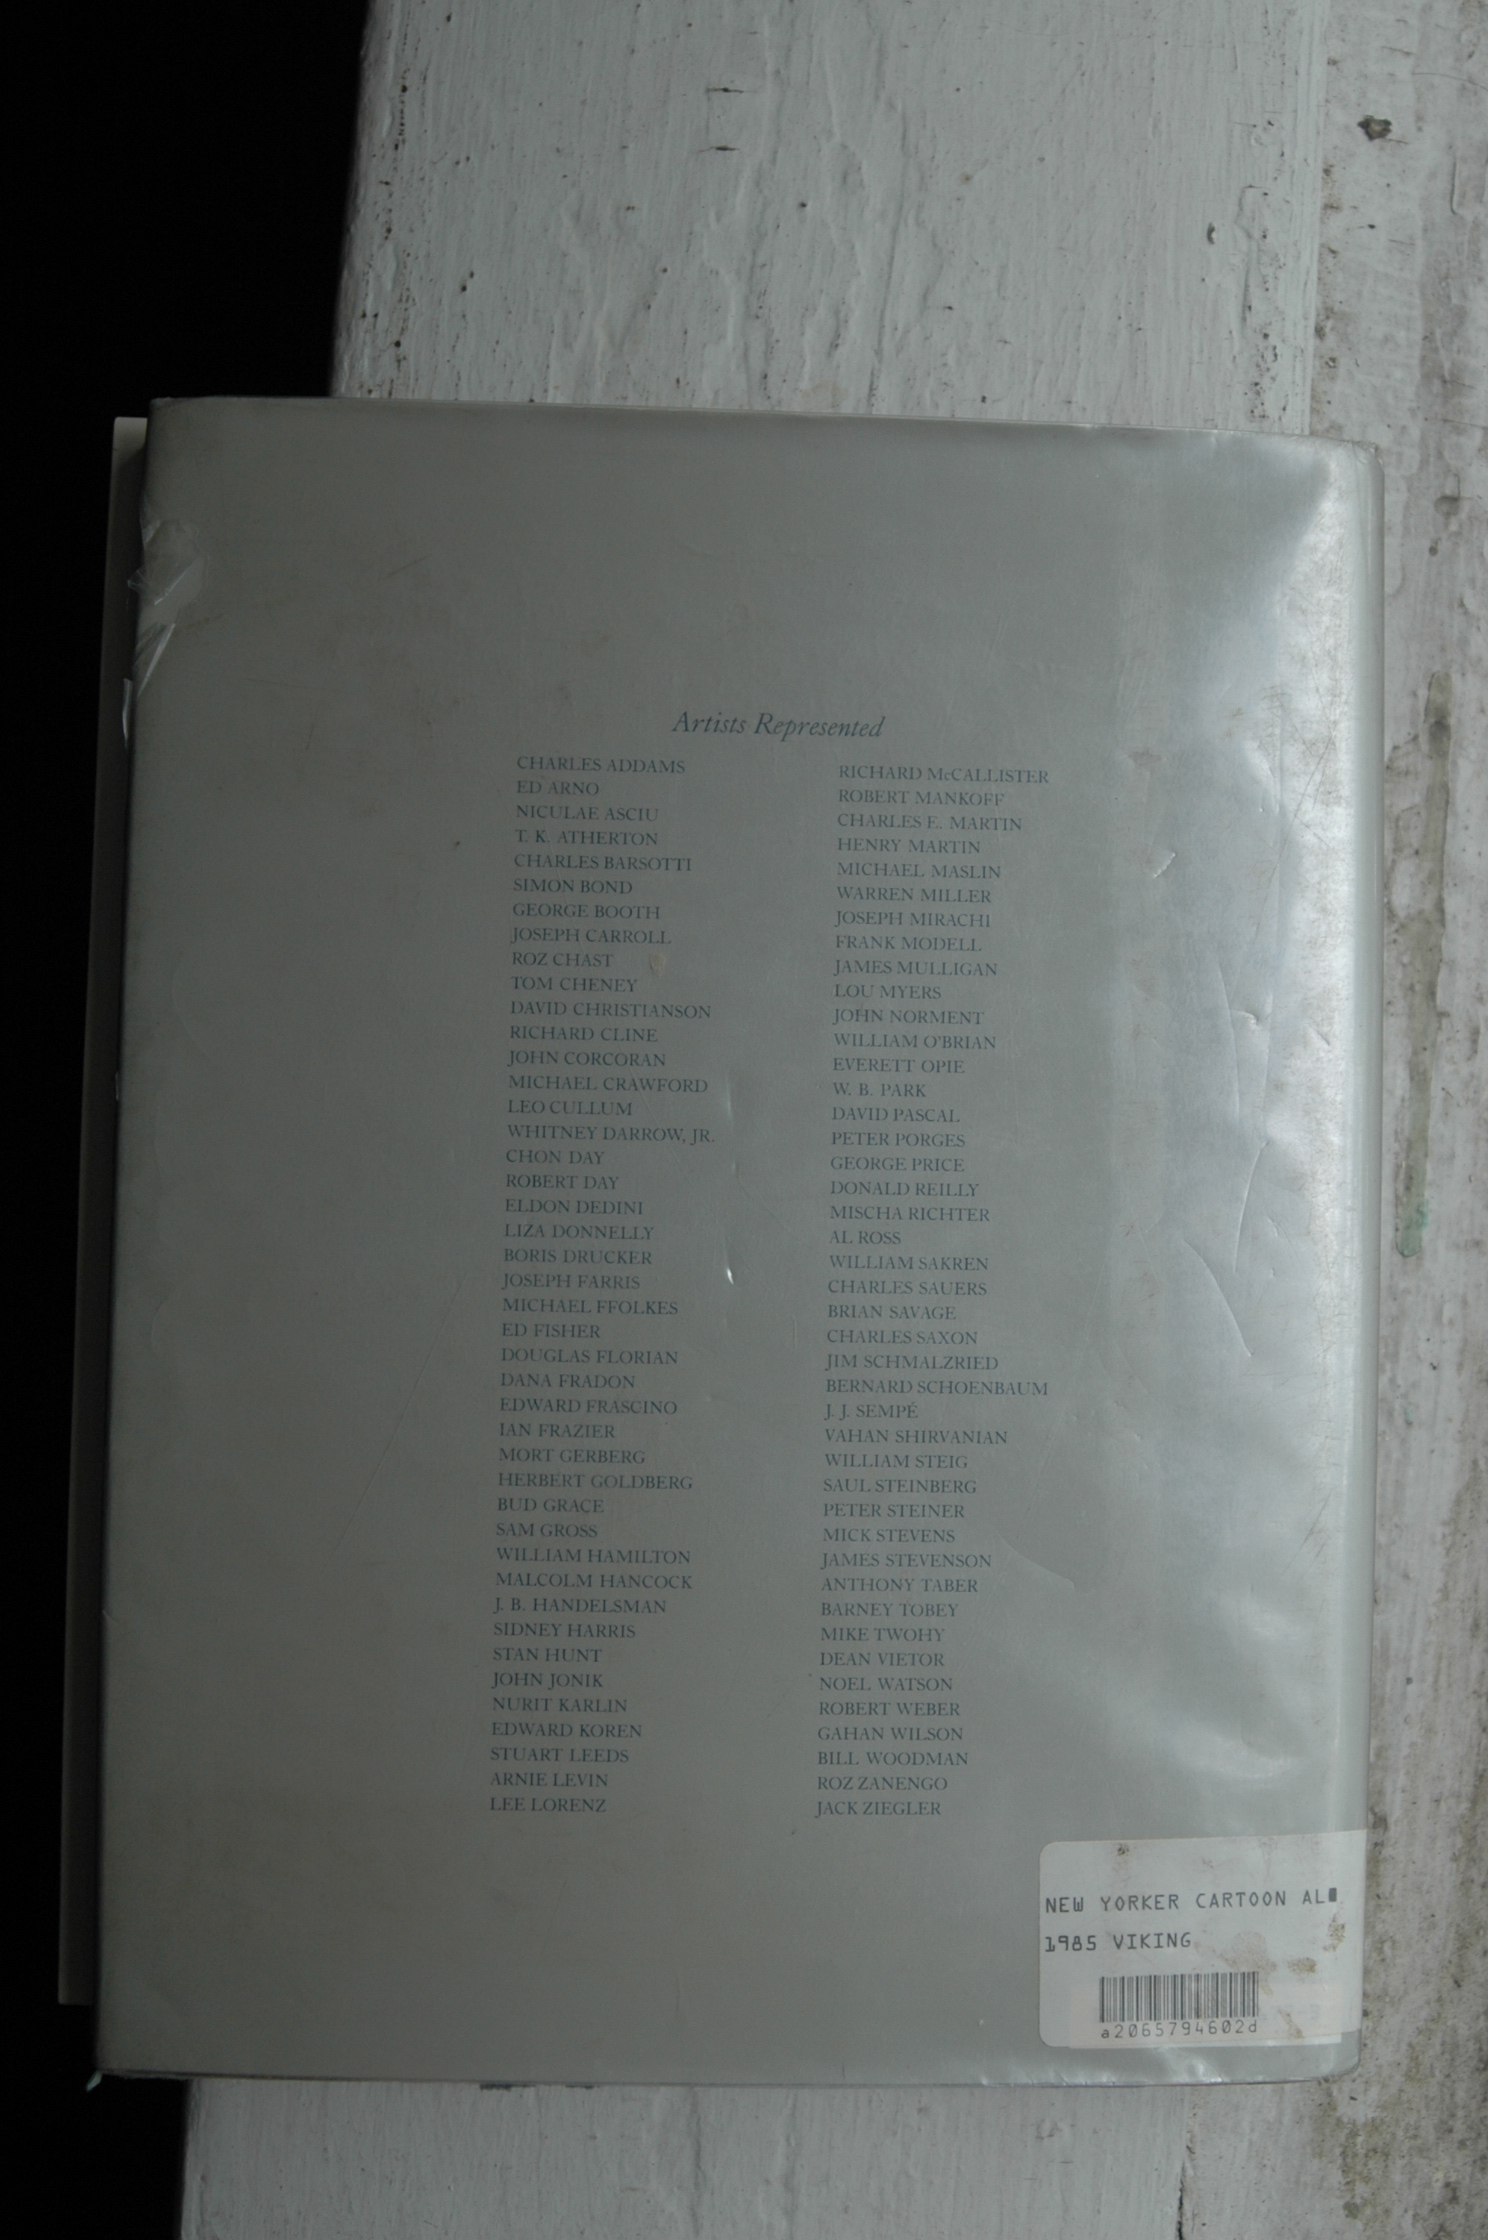 Artists Represented
CHARLES ADDAMS
ED ARNO
NICULAE ASCIU
T. K. ATHERTON
CHARLES BARSOTTI
SIMON BOND
GEORGE BOOTH
JOSEPH CARROLL
ROZ CHAST
TOM CHENEY
DAVID CHRISTIANSON
RICHARD CLINE
JOHN CORCORAN
MICHAEL CRAWFORD
LEO CULLUM
WHITNEY DARROW, JR.
CHON DAY
ROBERT DAY
ELDON DEDINI
LIZA DONNELLY
BORIS DRUCKER
JOSEPH FARRIS
MICHAEL FFOLKES
ED FISHER
DOUGLAS FLORIAN
DANA FRADON
EDWARD FRASCINO
IAN FRAZIER
MORT GERBERG
HERBERT GOLDBERG
BUD GRACE
SAM GROSS
WILLIAM HAMILTON
MALCOLM HANCOCK
J. B. HANDELSMAN
SIDNEY HARRIS
STAN HUNT
JOHN JONIK
NURIT KARLIN
EDWARD KOREN
STUART LEEDS
ARNIE LEVIN
LEE LORENZ
RICHARD McCALLISTER
ROBERT MANKOFF
CHARLES E. MARTIN
HENRY MARTIN
MICHAEL MASLIN
WARREN MILLER
JOSEPH MIRACHI
FRANK MODELL
JAMES MULLIGAN
LOU MYERS
JOHN NORMENT
WILLIAM O'BRIAN
EVERETT OPIE
W. B. PARK
DAVID PASCAL
PETER PORGES
GEORGE PRICE
DONALD REILLY
MISCHA RICHTER
AL ROSS
WILLIAM SAKREN
CHARLES SAUERS
BRIAN SAVAGE
CHARLES SAXON
JIM SCHMALZRIED
BERNARD SCHOENBAUM
J. J. SEMPÉ
VAHAN SHIRVANIAN
WILLIAM STEIG
SAUL STEINBERG
PETER STEINER
MICK STEVENS
JAMES STEVENSON
ANTHONY TABER
BARNEY TOBEY
MIKE TWOHY
DEAN VIETOR
NOEL WATSON
ROBERT WEBER
GAHAN WILSON
BILL WOODMAN
ROZ ZANENGO
JACK ZIEGLER
NEW YORKER CARTOON AL
1985 VIKING
a2065794602d